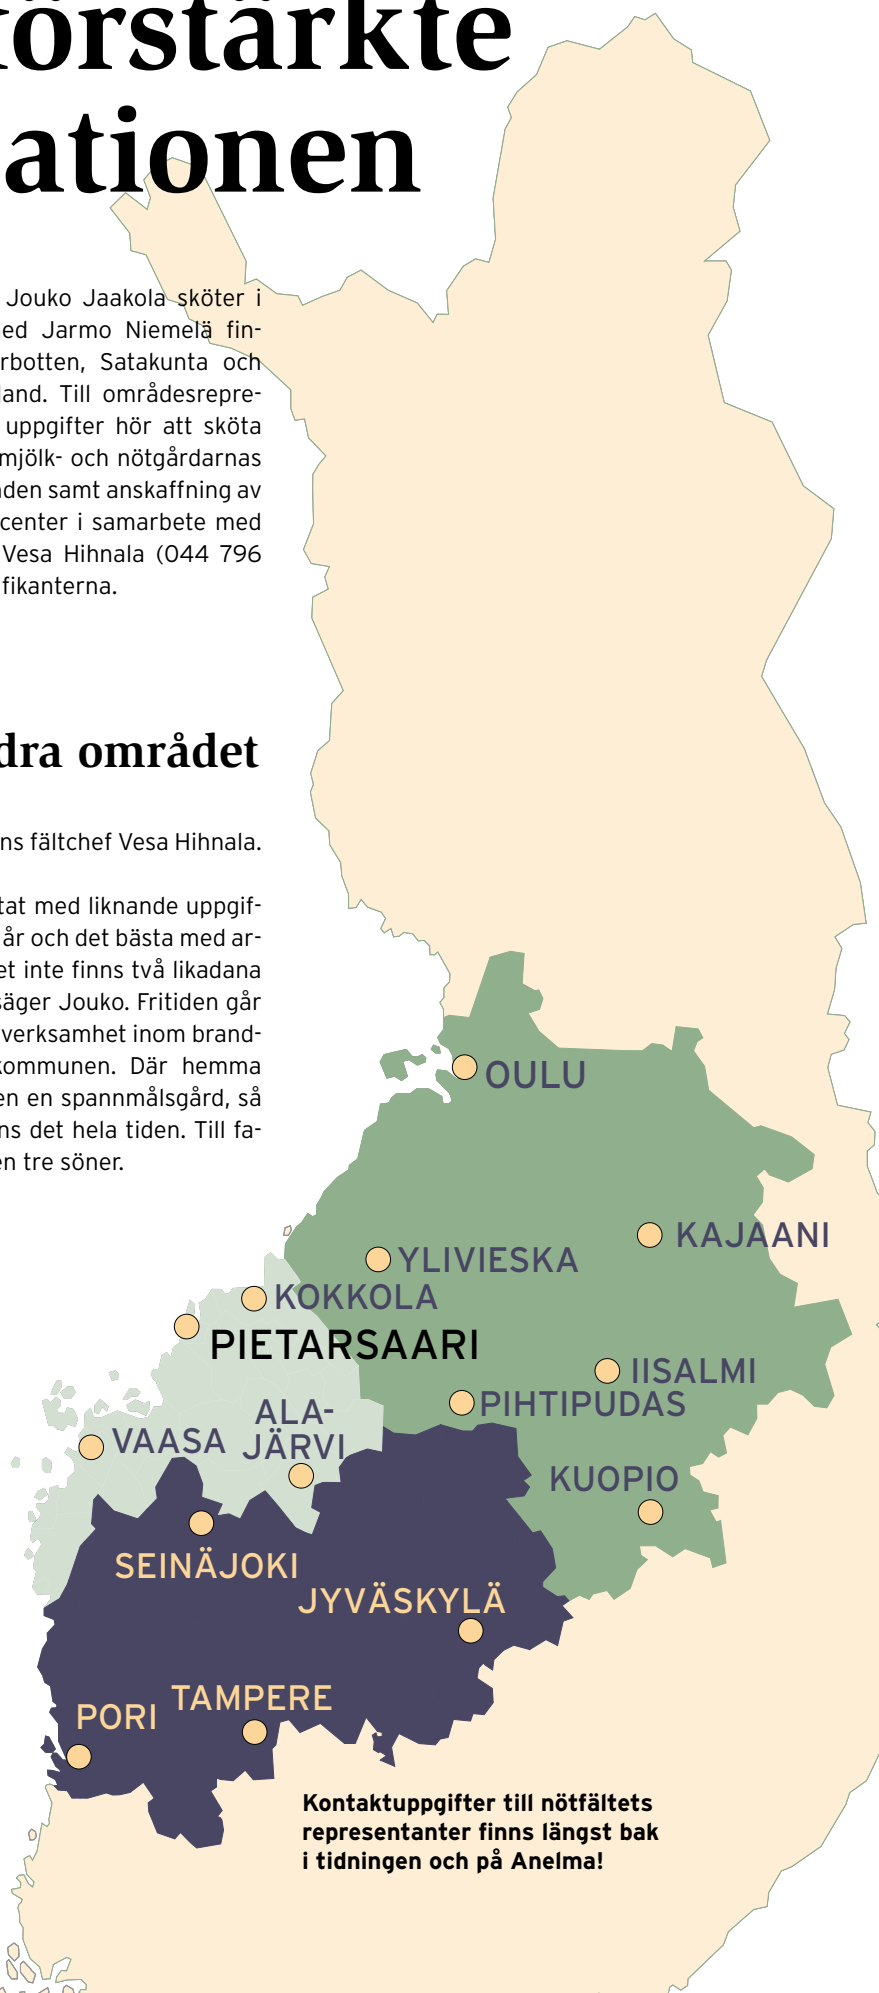 förstärkte
ationen
Jouko Jaakola sköter i
ed Jarmo Niemelä fin-
rbotten, Satakunta och
land. Till områdesrepre-
uppgifter hör att sköta
mjölk- och nötgårdarnas
den samt anskaffning av
center i samarbete med
Vesa Hihnala (044 796
fikanterna.
dra området
ns fältchef Vesa Hihnala.
tat med liknande uppgif-
år och det bästa med ar-
et inte finns två likadana
säger Jouko. Fritiden går
verksamhet inom brand-
kommunen. Där hemma
en en spannmålsgård, så
ns det hela tiden. Till fa-
en tre söner.
OULU
KAJAANI
YLIVIESKA
KOKKOLA
PIETARSAARI
IISALMI
PIHTIPUDAS
ALA-
JÄRVI
VAASA
KUOPIO
SEINÄJOKI
JYVÄSKYLÄ
TAMPERE
PORI
Kontaktuppgifter till nötfältets
representanter finns längst bak
i tidningen och på Anelma!